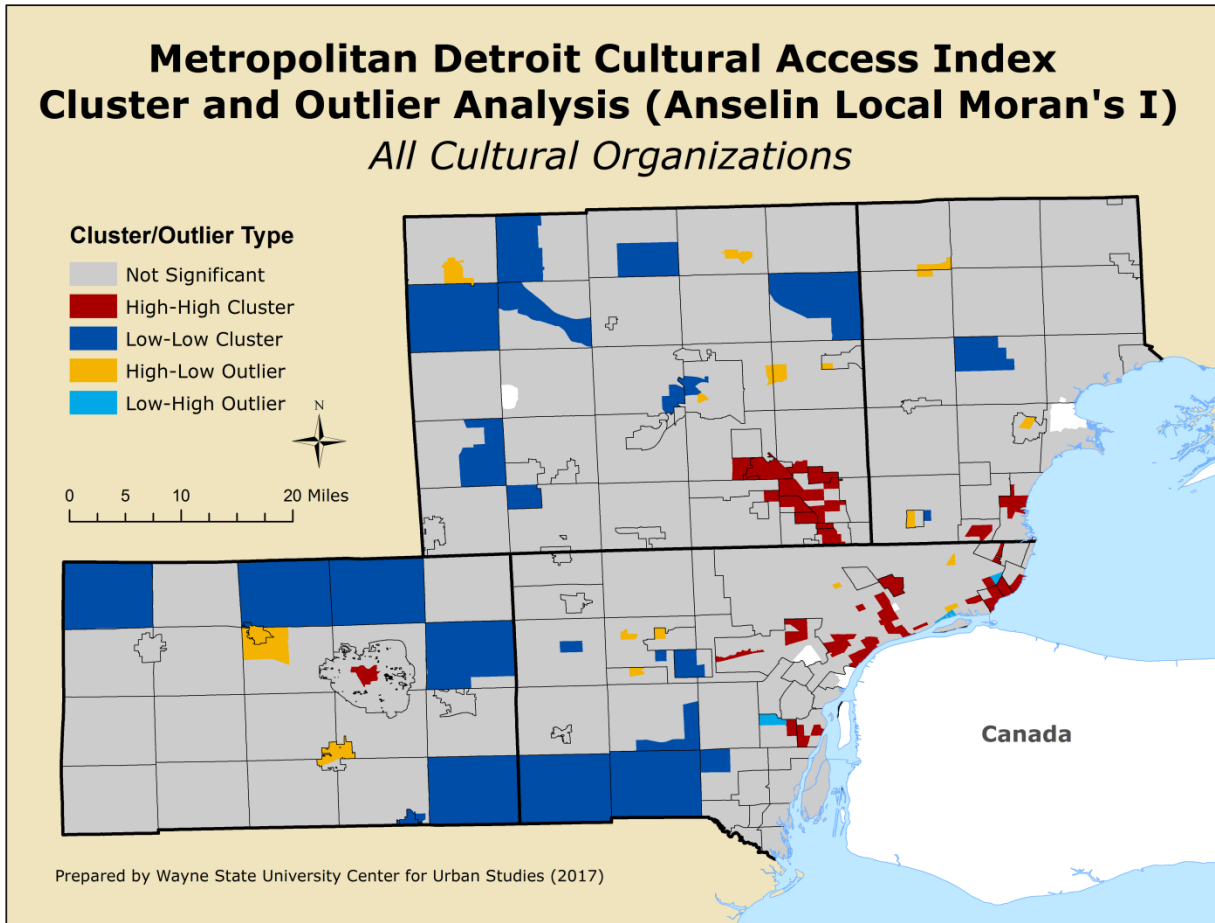 Metropolitan Detroit Cultural Access Index
Cluster and Outlier Analysis (Anselin Local Moran's I)
All Cultural Organizations
Cluster/Outlier Type
Not Significant
High-High Cluster
Low-Low Cluster
High-Low Outlier
Low-High Outlier
N
0 5 10 20 Miles
Canada
Prepared by Wayne State University Center for Urban Studies (2017)